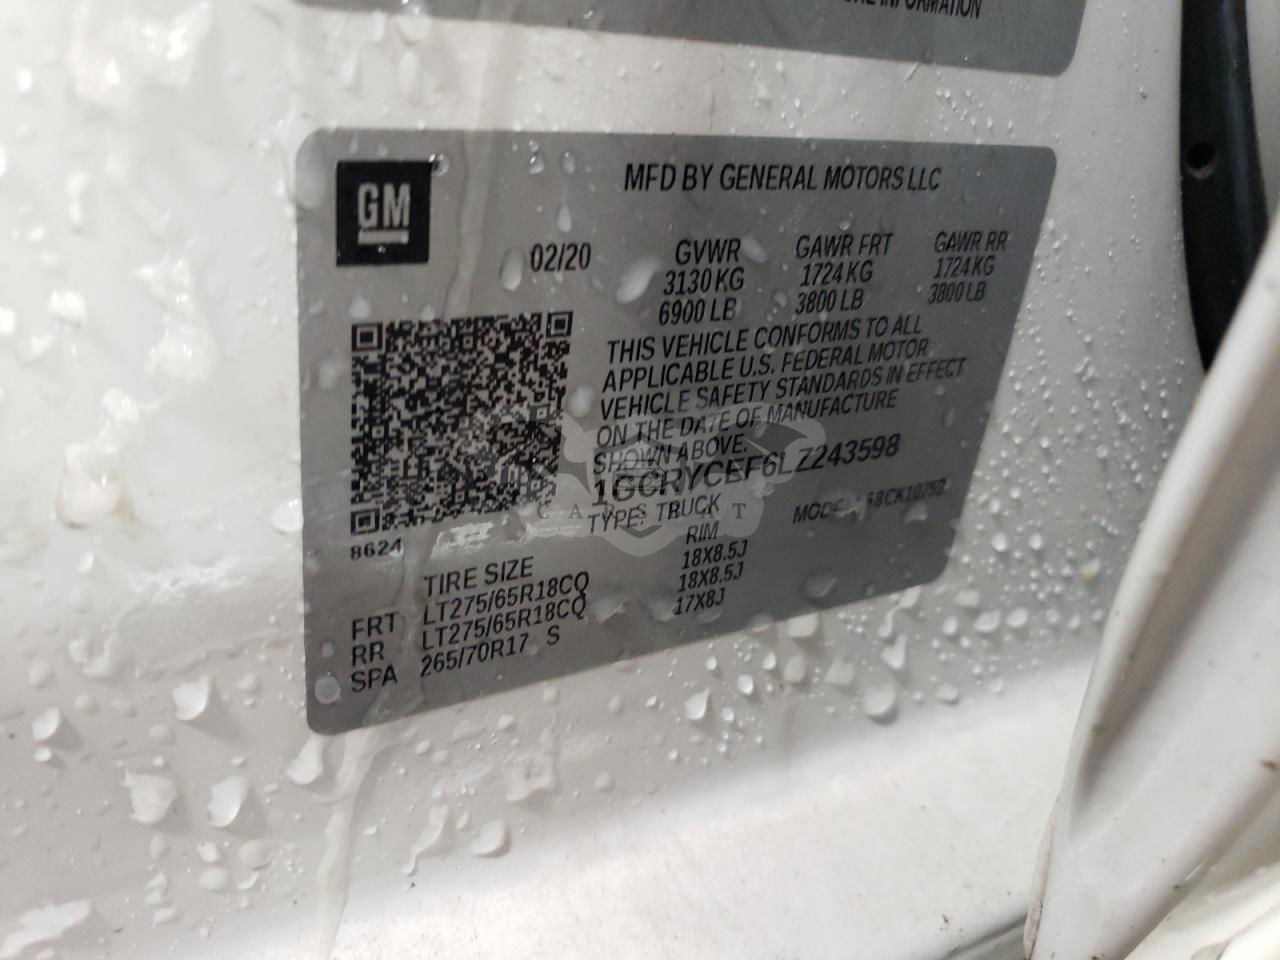 INFORMATION
GM
MFD BY GENERAL MOTORS LLC
02/20 GVWR GAWR FRT GAWR RR
3130 KG 1724 KG 1724 KG
6900 LB 3800 LB 3800 LB
THIS VEHICLE CONFORMS TO ALL
APPLICABLE U.S. FEDERAL MOTOR
VEHICLE SAFETY STANDARDS IN EFFECT
ON THE DATE OF MANUFACTURE
SHOWN ABOVE.
1GCRYCEF6LZ243598
TYPE: TRUCK
8624
TIRE SIZE RIM
FRT LT275/65R18CQ 18X8.5J
RR LT275/65R18CQ 18X8.5J
SPA 265/70R17 S 17X8J